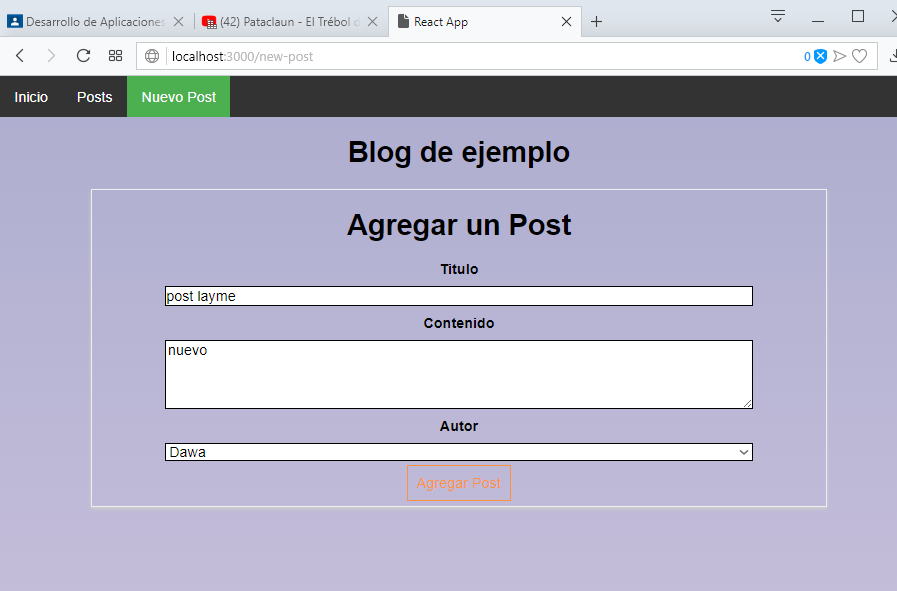 Desarrollo de Aplicaciones
(42) Pataclaun - El Trébol d
React App
localhost:3000/new-post
0
Inicio Posts Nuevo Post
Blog de ejemplo
Agregar un Post
Titulo
post layme
Contenido
nuevo
Autor
Dawa
Agregar Post